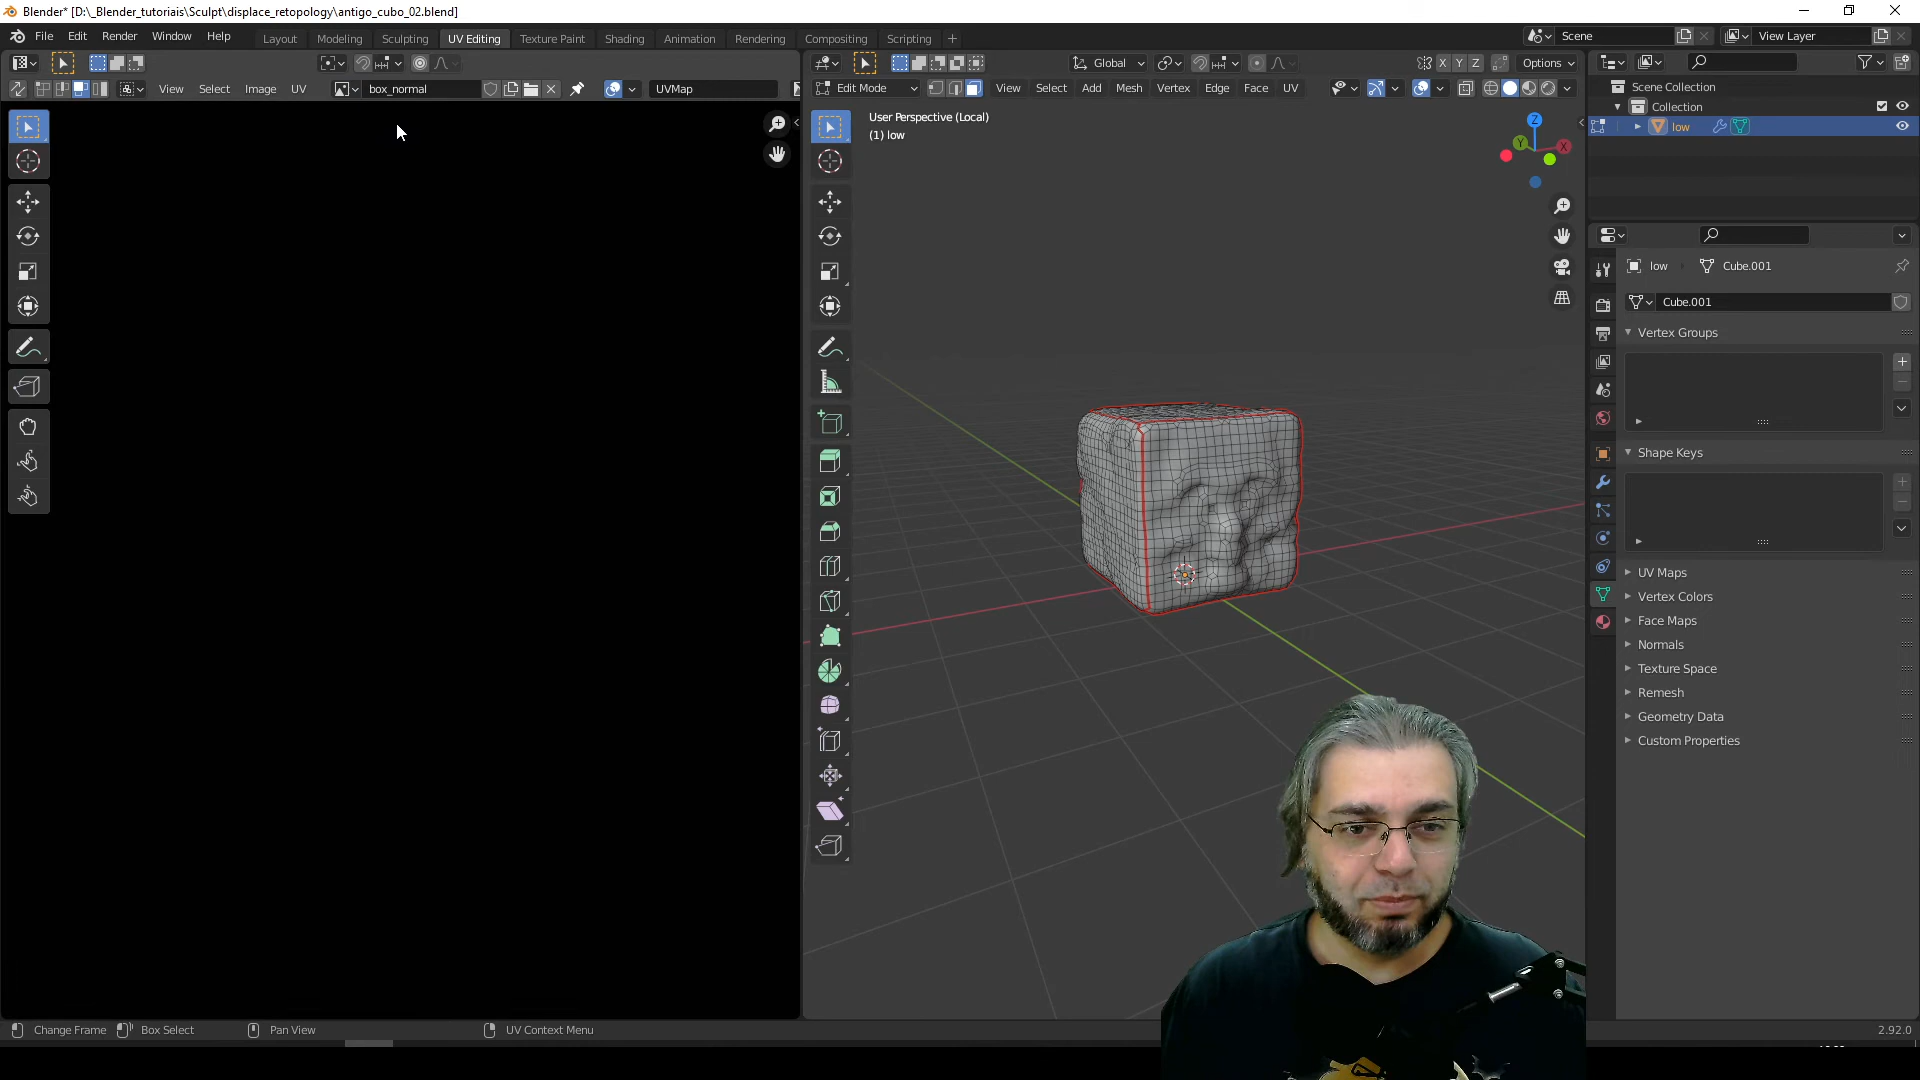 Blender* [D:\_Blender_tutoriais\Sculpt\displace_retopology\antigo_cubo_02.blend]
File Edit Render Window Help
Layout Modeling Sculpting UV Editing Texture Paint Shading Animation Rendering Compositing Scripting +
Scene
View Layer
Global
X Y Z
Options
View Select Image UV
box_normal
UVMap
Edit Mode
View Select Add Mesh Vertex Edge Face UV
Scene Collection
Collection
low
User Perspective (Local)
(1) low
Z
Y
X
low
Cube.001
Cube.001
Vertex Groups
Shape Keys
UV Maps
Vertex Colors
Face Maps
Normals
Texture Space
Remesh
Geometry Data
Custom Properties
Change Frame Box Select Pan View UV Context Menu
2.92.0